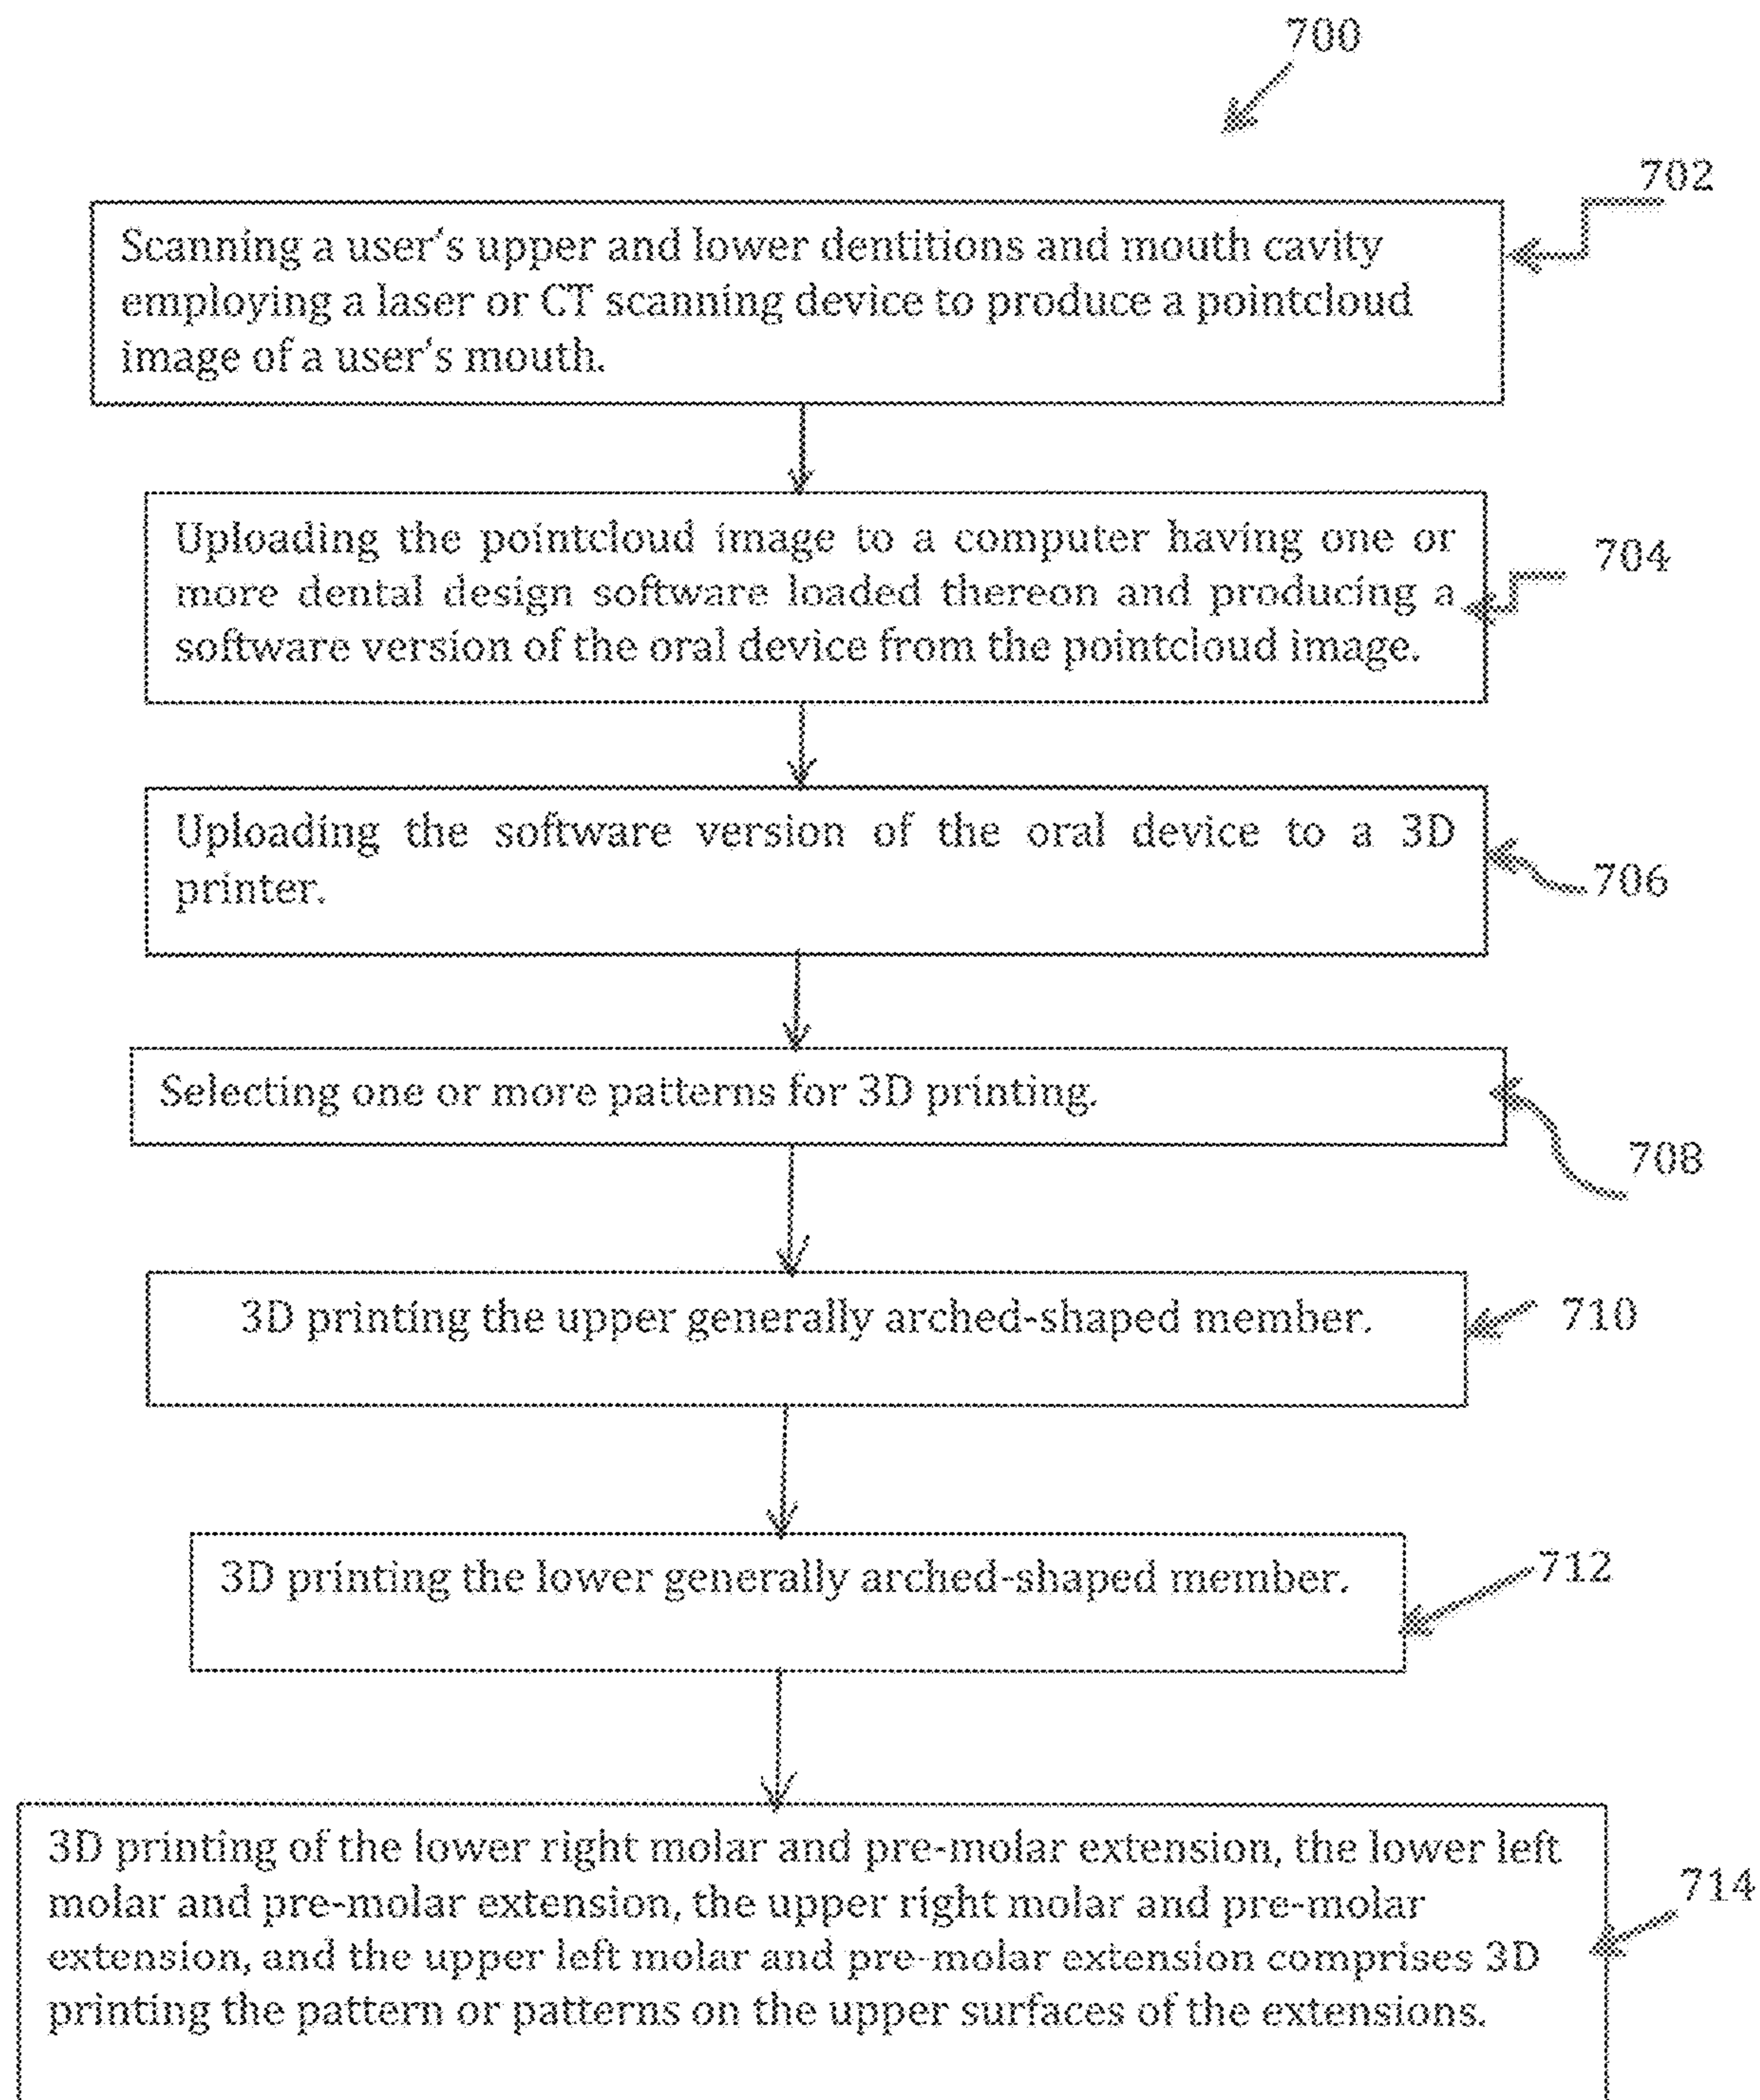 700
702
Scanning a user's upper and lower dentitions and mouth cavity
employing a laser or CT scanning device to produce a pointcloud
image of a user's mouth.
Uploading the pointcloud image to a computer having one or
more dental design software loaded thereon and producing a
software version of the oral device from the pointcloud image.
704
Uploading the software version of the oral device to a 3D
printer.
706
Selecting one or more patterns for 3D printing.
708
3D printing the upper generally arched-shaped member.
710
3D printing the lower generally arched-shaped member.
712
3D printing of the lower right molar and pre-molar extension, the lower left
molar and pre-molar extension, the upper right molar and pre-molar
extension, and the upper left molar and pre-molar extension comprises 3D
printing the pattern or patterns on the upper surfaces of the extensions.
714